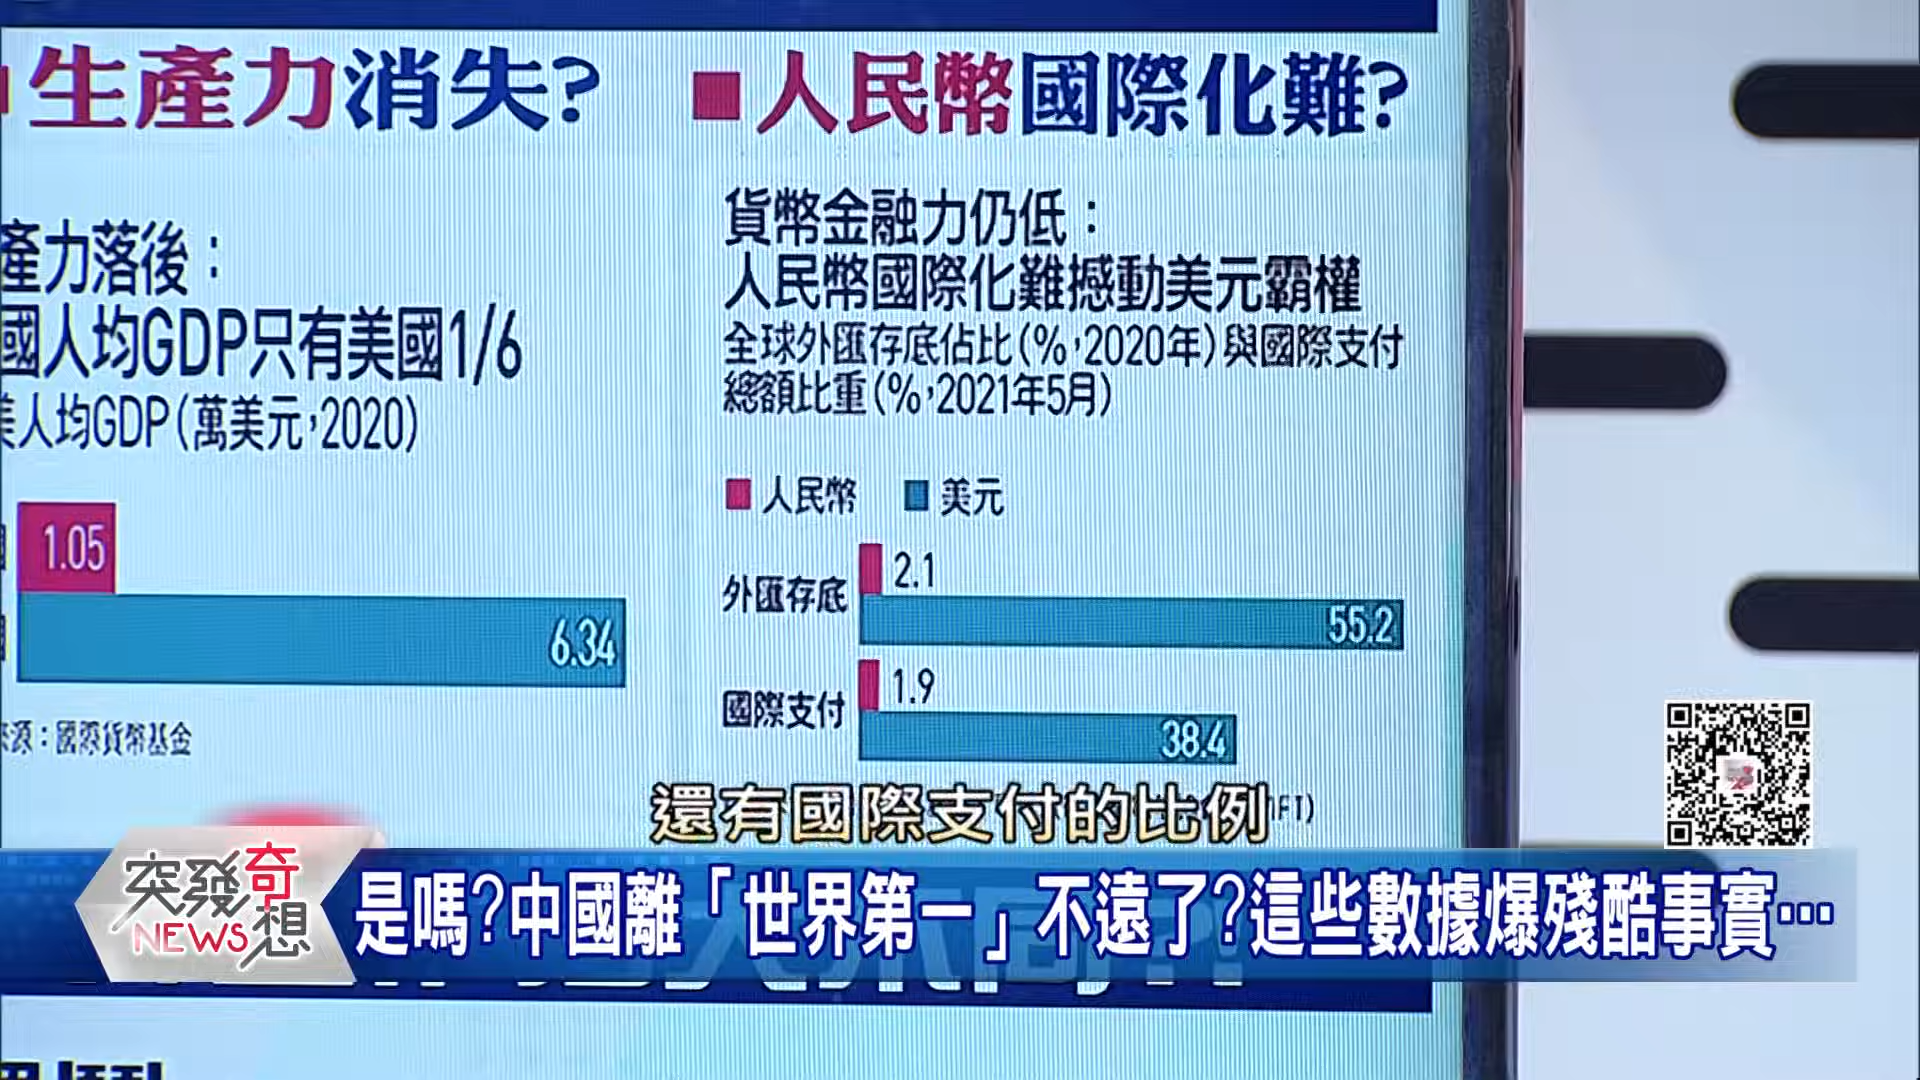 生產力消失?
產力落後:
國人均GDP只有美國1/6
美人均GDP(萬美元,2020)
1.05
6.34
來源:國際貨幣基金
■人民幣國際化難?
貨幣金融力仍低:
人民幣國際化難撼動美元霸權
全球外匯存底佔比(%,2020年)與國際支付
總額比重(%,2021年5月)
人民幣 美元
外匯存底 2.1
55.2
國際支付 1.9
38.4
還有國際支付的比例
突發奇想
NEWS
是嗎?中國離「世界第一」不遠了?這些數據爆殘酷事實…